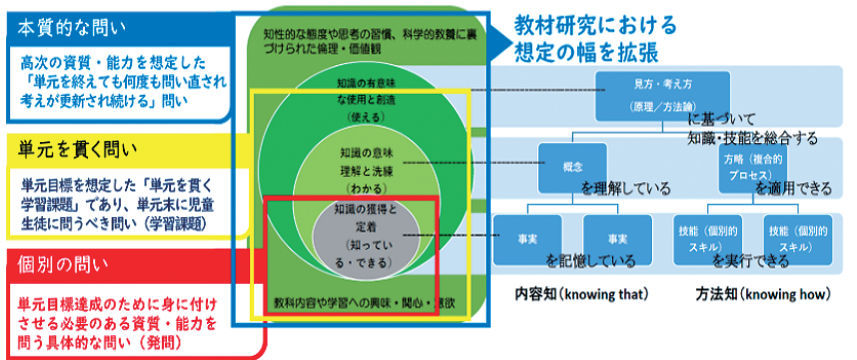 本質的な問い
高次の資質・能力を想定した
「単元を終えても何度も問い直され
考えが更新され続ける」問い
単元を貫く問い
単元目標を想定した「単元を貫く
学習課題」であり、単元末に児童
生徒に問うべき問い（学習課題）
個別の問い
単元目標達成のために身に付け
させる必要のある資質・能力を
問う具体的な問い（発問）
知性的な態度や思考の習慣、科学的教養に裏
づけられた倫理・価値観
知識の有意味
な使用と創造
（使える）
知識の意味
理解と洗練
（わかる）
知識の獲得と
定着
（知ってい
る・できる）
教科内容や学習への興味・関心・意欲
教材研究における
想定の幅を拡張
見方・考え方
（原理／方法論）
に基づいて
知識・技能を総合する
概念
を理解している
方略（複合的
プロセス）
を適用できる
事実
事実
を記憶している
技能（個別的
スキル）
技能（個別的
スキル）
を実行できる
内容知（knowing that）
方法知（knowing how）